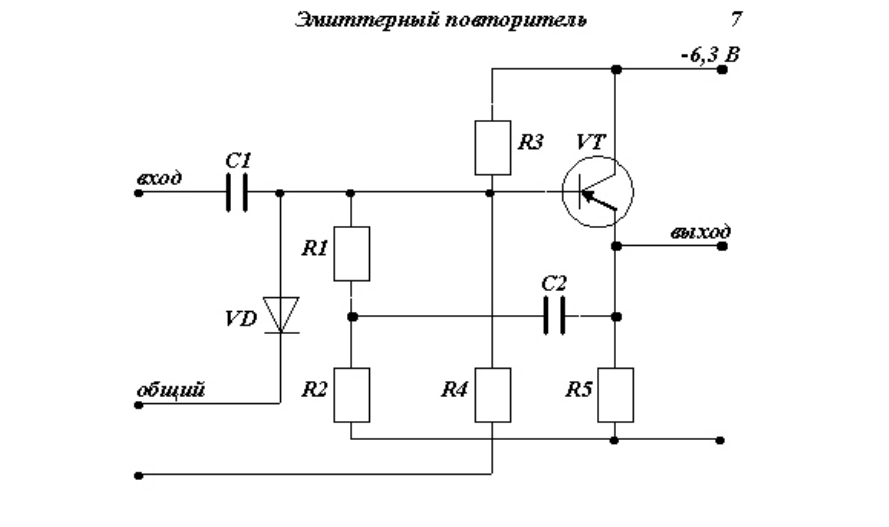 Эмиттерный повторитель 7
-6,3 В
R3 VT
C1
вход
выход
R1
C2
VD
общий R2 R4 R5